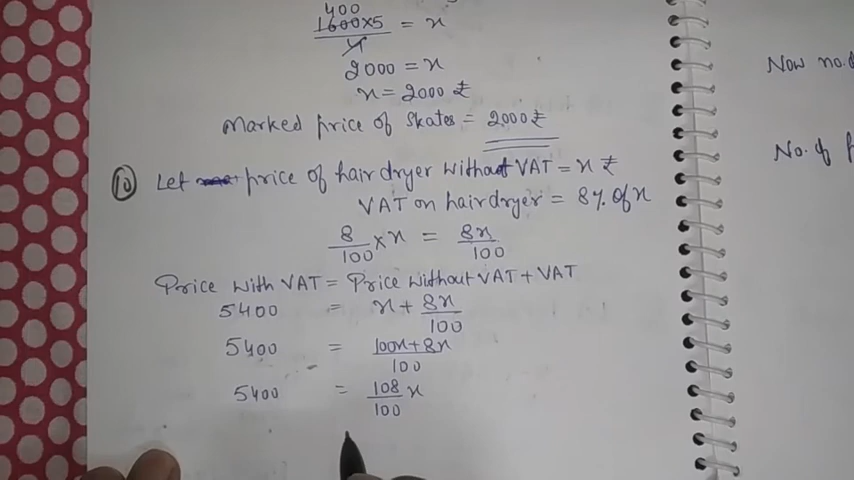 400
1600×5 / 4 = x
2000 = x
x = 2000 ₹
Marked price of Skates = 2000 ₹
10 Let price of hair dryer without VAT = x ₹
VAT on hairdryer = 8% of x
8/100 × x = 8x/100
Price with VAT = Price without VAT + VAT
5400 = x + 8x/100
5400 = 100x+8x/100
5400 = 108/100 x
Now no.
No. of